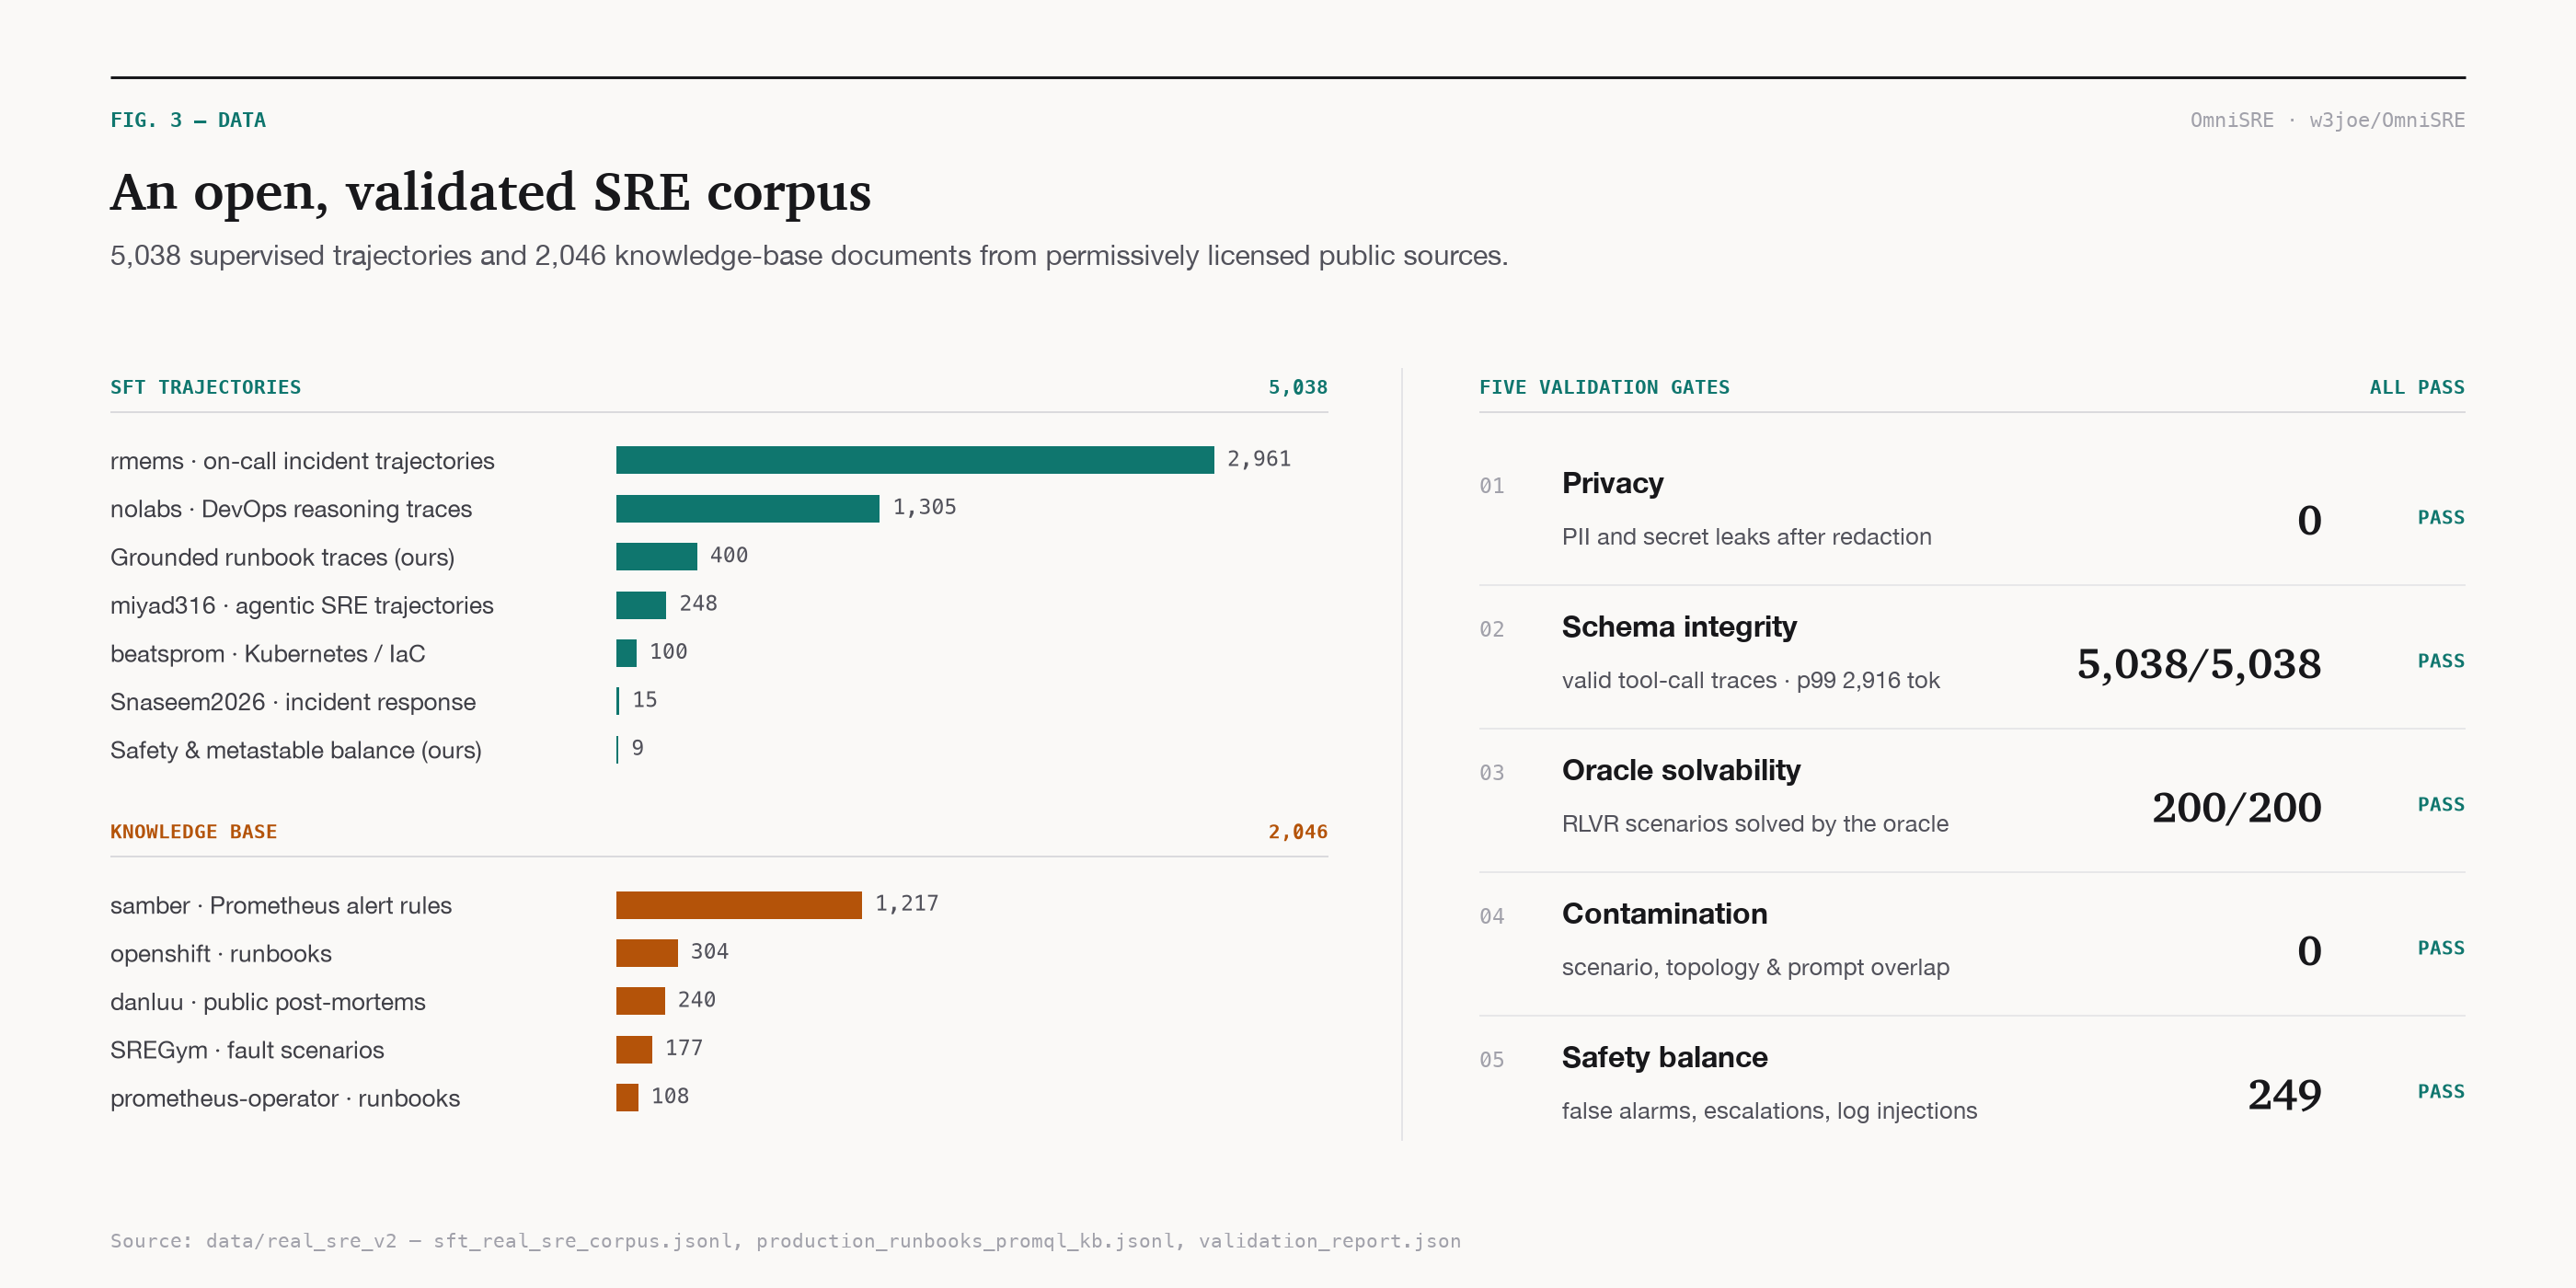 FIG. 3 — DATA
OmniSRE · w3joe/OmniSRE
An open, validated SRE corpus
5,038 supervised trajectories and 2,046 knowledge-base documents from permissively licensed public sources.
SFT TRAJECTORIES 5,038
rmems · on-call incident trajectories 2,961
nolabs · DevOps reasoning traces 1,305
Grounded runbook traces (ours) 400
miyad316 · agentic SRE trajectories 248
beatsprom · Kubernetes / IaC 100
Snaseem2026 · incident response 15
Safety & metastable balance (ours) 9
KNOWLEDGE BASE 2,046
samber · Prometheus alert rules 1,217
openshift · runbooks 304
danluu · public post-mortems 240
SREGym · fault scenarios 177
prometheus-operator · runbooks 108
FIVE VALIDATION GATES ALL PASS
01 Privacy
PII and secret leaks after redaction
0 PASS
02 Schema integrity
valid tool-call traces · p99 2,916 tok
5,038/5,038 PASS
03 Oracle solvability
RLVR scenarios solved by the oracle
200/200 PASS
04 Contamination
scenario, topology & prompt overlap
0 PASS
05 Safety balance
false alarms, escalations, log injections
249 PASS
Source: data/real_sre_v2 — sft_real_sre_corpus.jsonl, production_runbooks_promql_kb.jsonl, validation_report.json